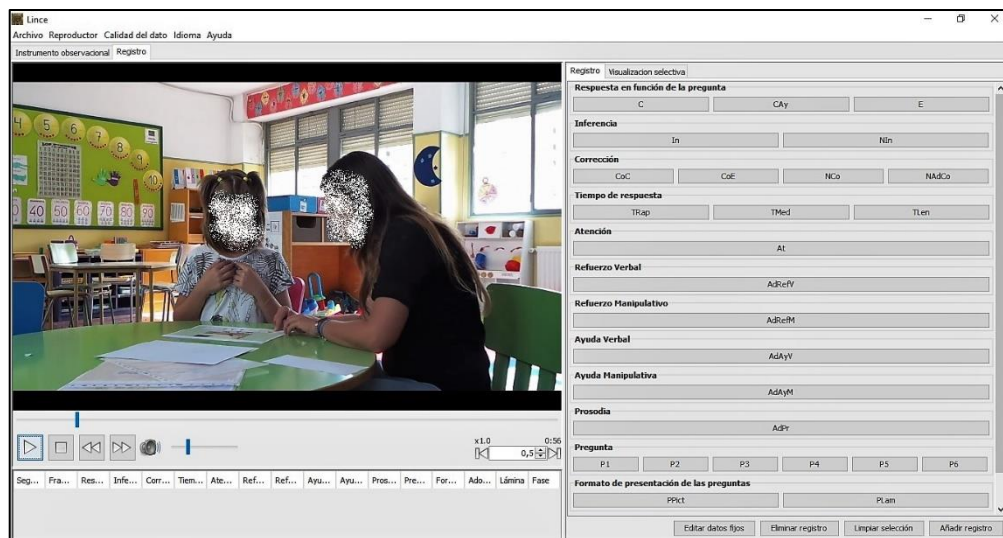 Lince
Archivo Reproductor Calidad del dato Idioma Ayuda
Instrumento observacional Registro
4 5 6 7 8 9 10
30 40 50 60 70 80 90
x1.0 0:56
0,5
Seg... Fra... Res... Infe... Corr... Tiem... Ate... Ref... Ref... Ayu... Ayu... Pros... Pre... For... Ado... Lámina Fase
Registro Visualizacion selectiva
Respuesta en función de la pregunta
C CAy E
Inferencia
In NIn
Corrección
CoC CoE NCo NAdCo
Tiempo de respuesta
TRap TMed TLen
Atención
At
Refuerzo Verbal
AdRefV
Refuerzo Manipulativo
AdRefM
Ayuda Verbal
AdAyV
Ayuda Manipulativa
AdAyM
Prosodia
AdPr
Pregunta
P1 P2 P3 P4 P5 P6
Formato de presentación de las preguntas
PPict PLam
Editar datos fijos Eliminar registro Limpiar selección Añadir registro